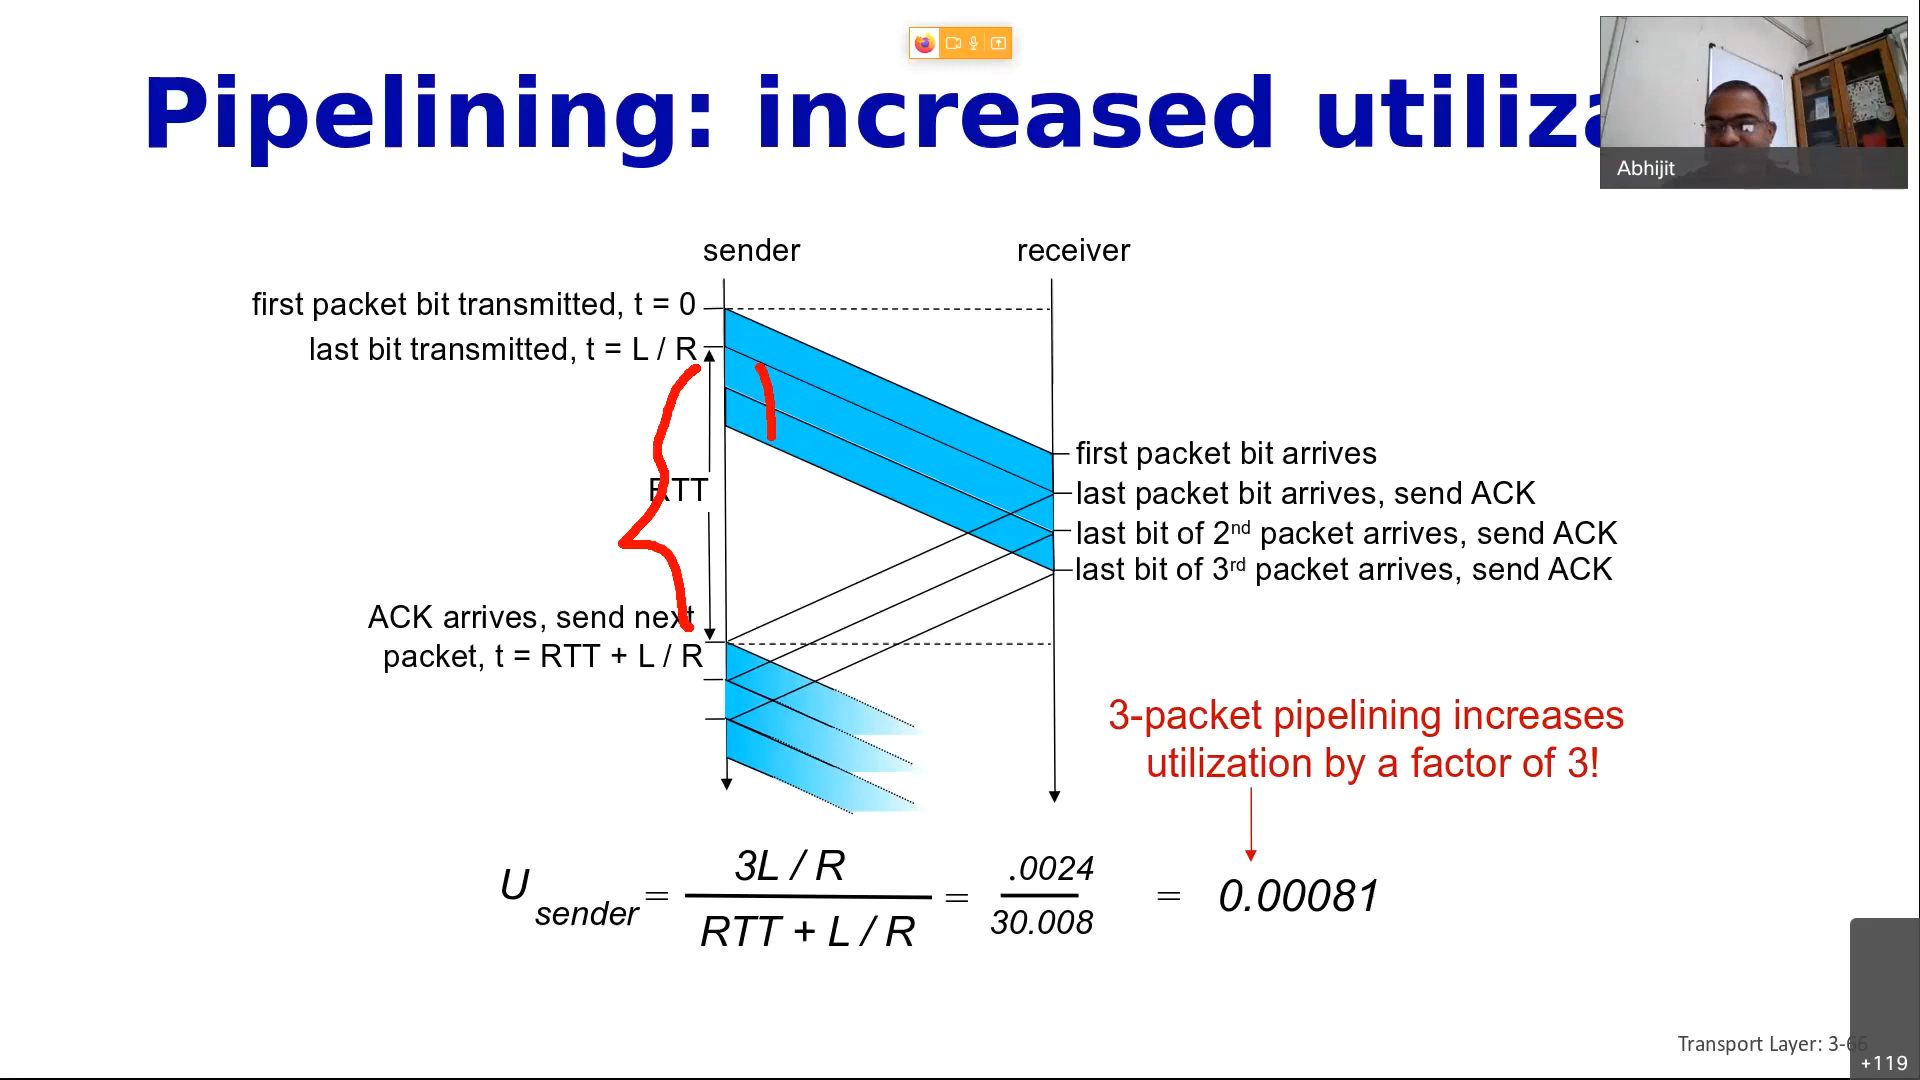 Pipelining: increased utiliza
Abhijit
sender
receiver
first packet bit transmitted, t = 0
last bit transmitted, t = L / R
first packet bit arrives
RTT
last packet bit arrives, send ACK
last bit of 2nd packet arrives, send ACK
last bit of 3rd packet arrives, send ACK
ACK arrives, send next
packet, t = RTT + L / R
3-packet pipelining increases
utilization by a factor of 3!
U sender = 3L / R / RTT + L / R = .0024 / 30.008 = 0.00081
Transport Layer: 3-66
+119